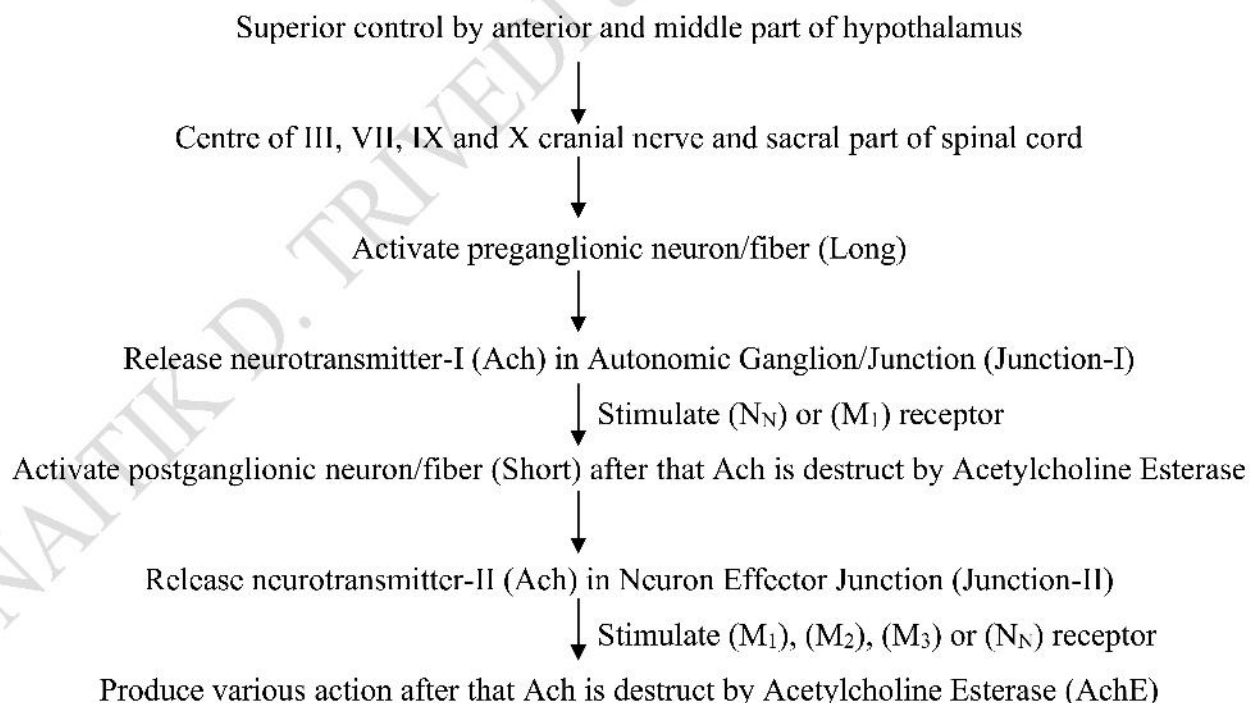 Superior control by anterior and middle part of hypothalamus
Centre of III, VII, IX and X cranial nerve and sacral part of spinal cord
Activate preganglionic neuron/fiber (Long)
Release neurotransmitter-I (Ach) in Autonomic Ganglion/Junction (Junction-I)
Stimulate (N_N) or (M₁) receptor
Activate postganglionic neuron/fiber (Short) after that Ach is destruct by Acetylcholine Esterase
Release neurotransmitter-II (Ach) in Neuron Effector Junction (Junction-II)
Stimulate (M₁), (M₂), (M₃) or (N_N) receptor
Produce various action after that Ach is destruct by Acetylcholine Esterase (AchE)
NAITIK D. TRIVEDI